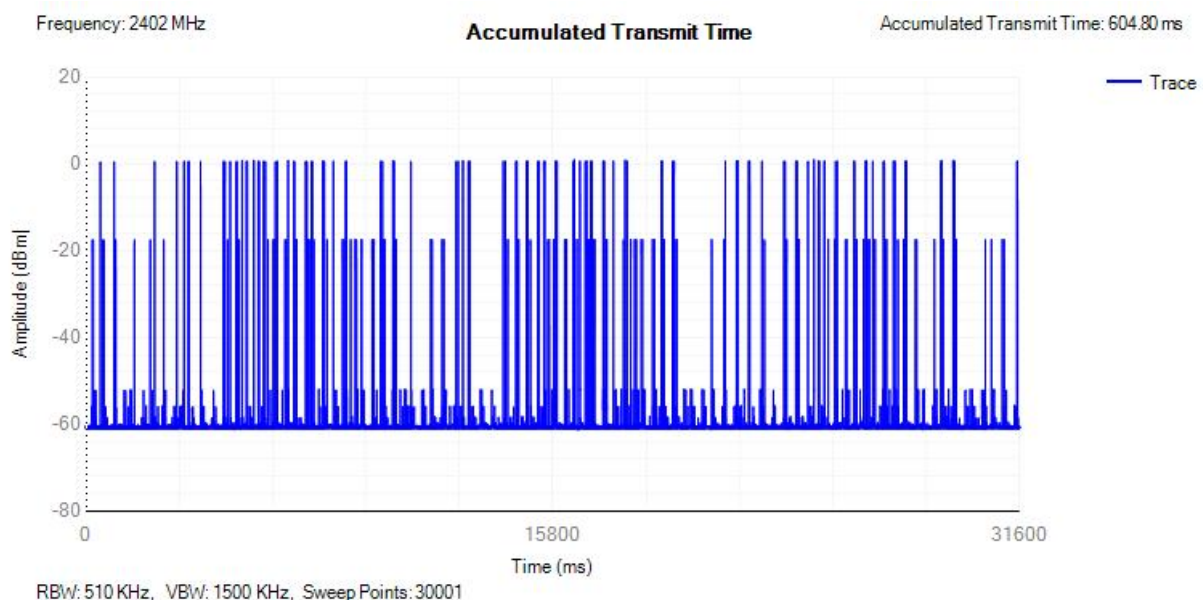 Frequency: 2402 MHz
Accumulated Transmit Time
Accumulated Transmit Time: 604.80 ms
20
Trace
0
-20
Amplitude (dBm)
-40
-60
-80
0
15800
31600
Time (ms)
RBW: 510 KHz, VBW: 1500 KHz, Sweep Points: 30001